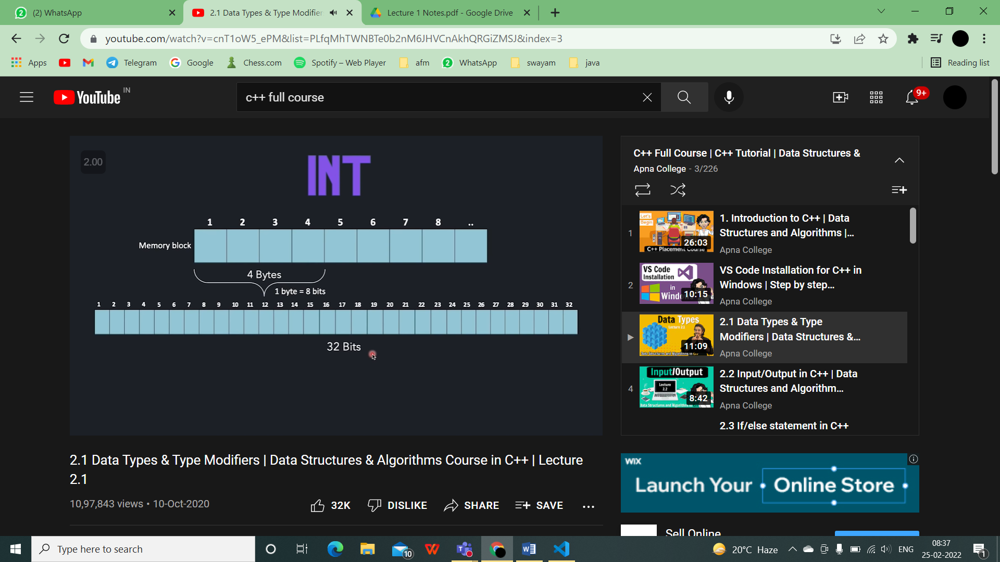 (2) WhatsApp
2.1 Data Types & Type Modifier
Lecture 1 Notes.pdf - Google Drive
youtube.com/watch?v=cnT1oW5_ePM&list=PLfqMhTWNBTe0b2nM6JHVCnAkhQRGiZMSJ&index=3
Apps
Telegram
Google
Chess.com
Spotify – Web Player
afm
2
WhatsApp
swayam
java
Reading list
YouTube IN
c++ full course
9+
2.00
INT
1 2 3 4 5 6 7 8 ..
Memory block
4 Bytes
1 byte = 8 bits
1 2 3 4 5 6 7 8 9 10 11 12 13 14 15 16 17 18 19 20 21 22 23 24 25 26 27 28 29 30 31 32
32 Bits
2.1 Data Types & Type Modifiers | Data Structures & Algorithms Course in C++ | Lecture
2.1
10,97,843 views • 10-Oct-2020
32K DISLIKE SHARE SAVE ...
C++ Full Course | C++ Tutorial | Data Structures &
Apna College - 3/226
1
Let's
Begin
26:03
C++ Placement Course
1. Introduction to C++ | Data
Structures and Algorithms |...
Apna College
2
VS Code
Installation
in
Windo
10:15
VS Code Installation for C++ in
Windows | Step by step...
Apna College
Data Types
Lecture 2.1
11:09
Data Structures and Algorithms in C++
2.1 Data Types & Type
Modifiers | Data Structures &...
Apna College
4
Input/Output
Lecture
2.2
8:42
Data Structures and Algorithms in C++
2.2 Input/Output in C++ | Data
Structures and Algorithm...
Apna College
2.3 If/else statement in C++
WIX
Launch Your Online Store
Sell Online
Type here to search
10
20°C Haze
ENG
08:37
25-02-2022
1